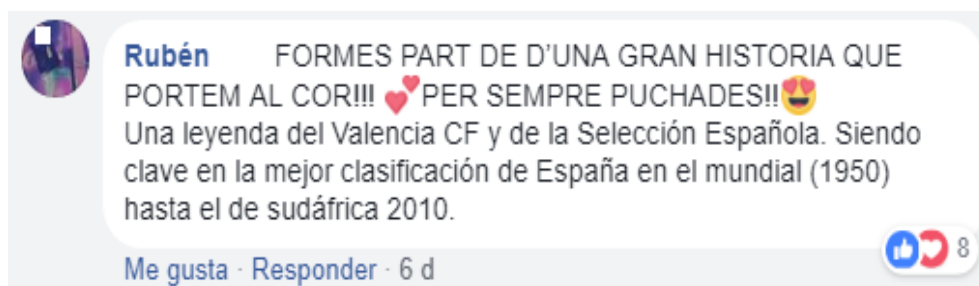 Rubén FORMES PART DE D'UNA GRAN HISTORIA QUE
PORTEM AL COR!!! 💕PER SEMPRE PUCHADES!!😍
Una leyenda del Valencia CF y de la Selección Española. Siendo
clave en la mejor clasificación de España en el mundial (1950)
hasta el de sudáfrica 2010.
8
Me gusta · Responder · 6 d